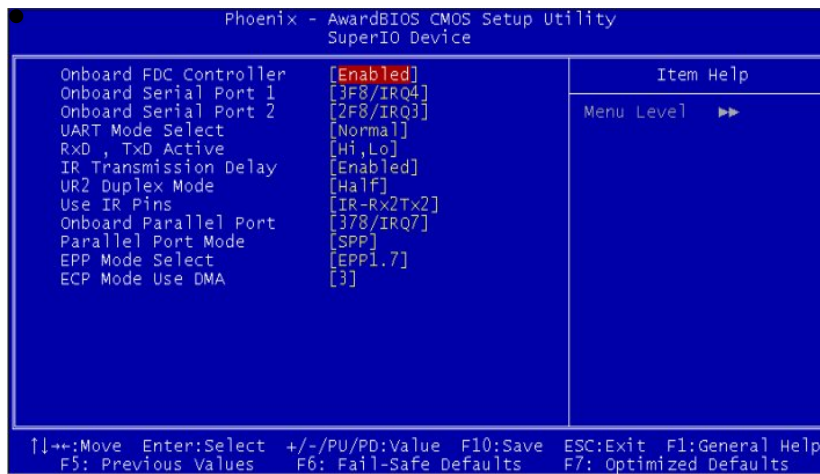 Phoenix - AwardBIOS CMOS Setup Utility
SuperIO Device
Onboard FDC Controller [Enabled]
Onboard Serial Port 1 [3F8/IRQ4]
Onboard Serial Port 2 [2F8/IRQ3]
UART Mode Select [Normal]
RxD , TxD Active [Hi,Lo]
IR Transmission Delay [Enabled]
UR2 Duplex Mode [Half]
Use IR Pins [IR-Rx2Tx2]
Onboard Parallel Port [378/IRQ7]
Parallel Port Mode [SPP]
EPP Mode Select [EPP1.7]
ECP Mode Use DMA [3]
Item Help
Menu Level ▶▶
↑↓→←:Move Enter:Select +/-/PU/PD:Value F10:Save ESC:Exit F1:General Help
F5: Previous Values F6: Fail-Safe Defaults F7: Optimized Defaults